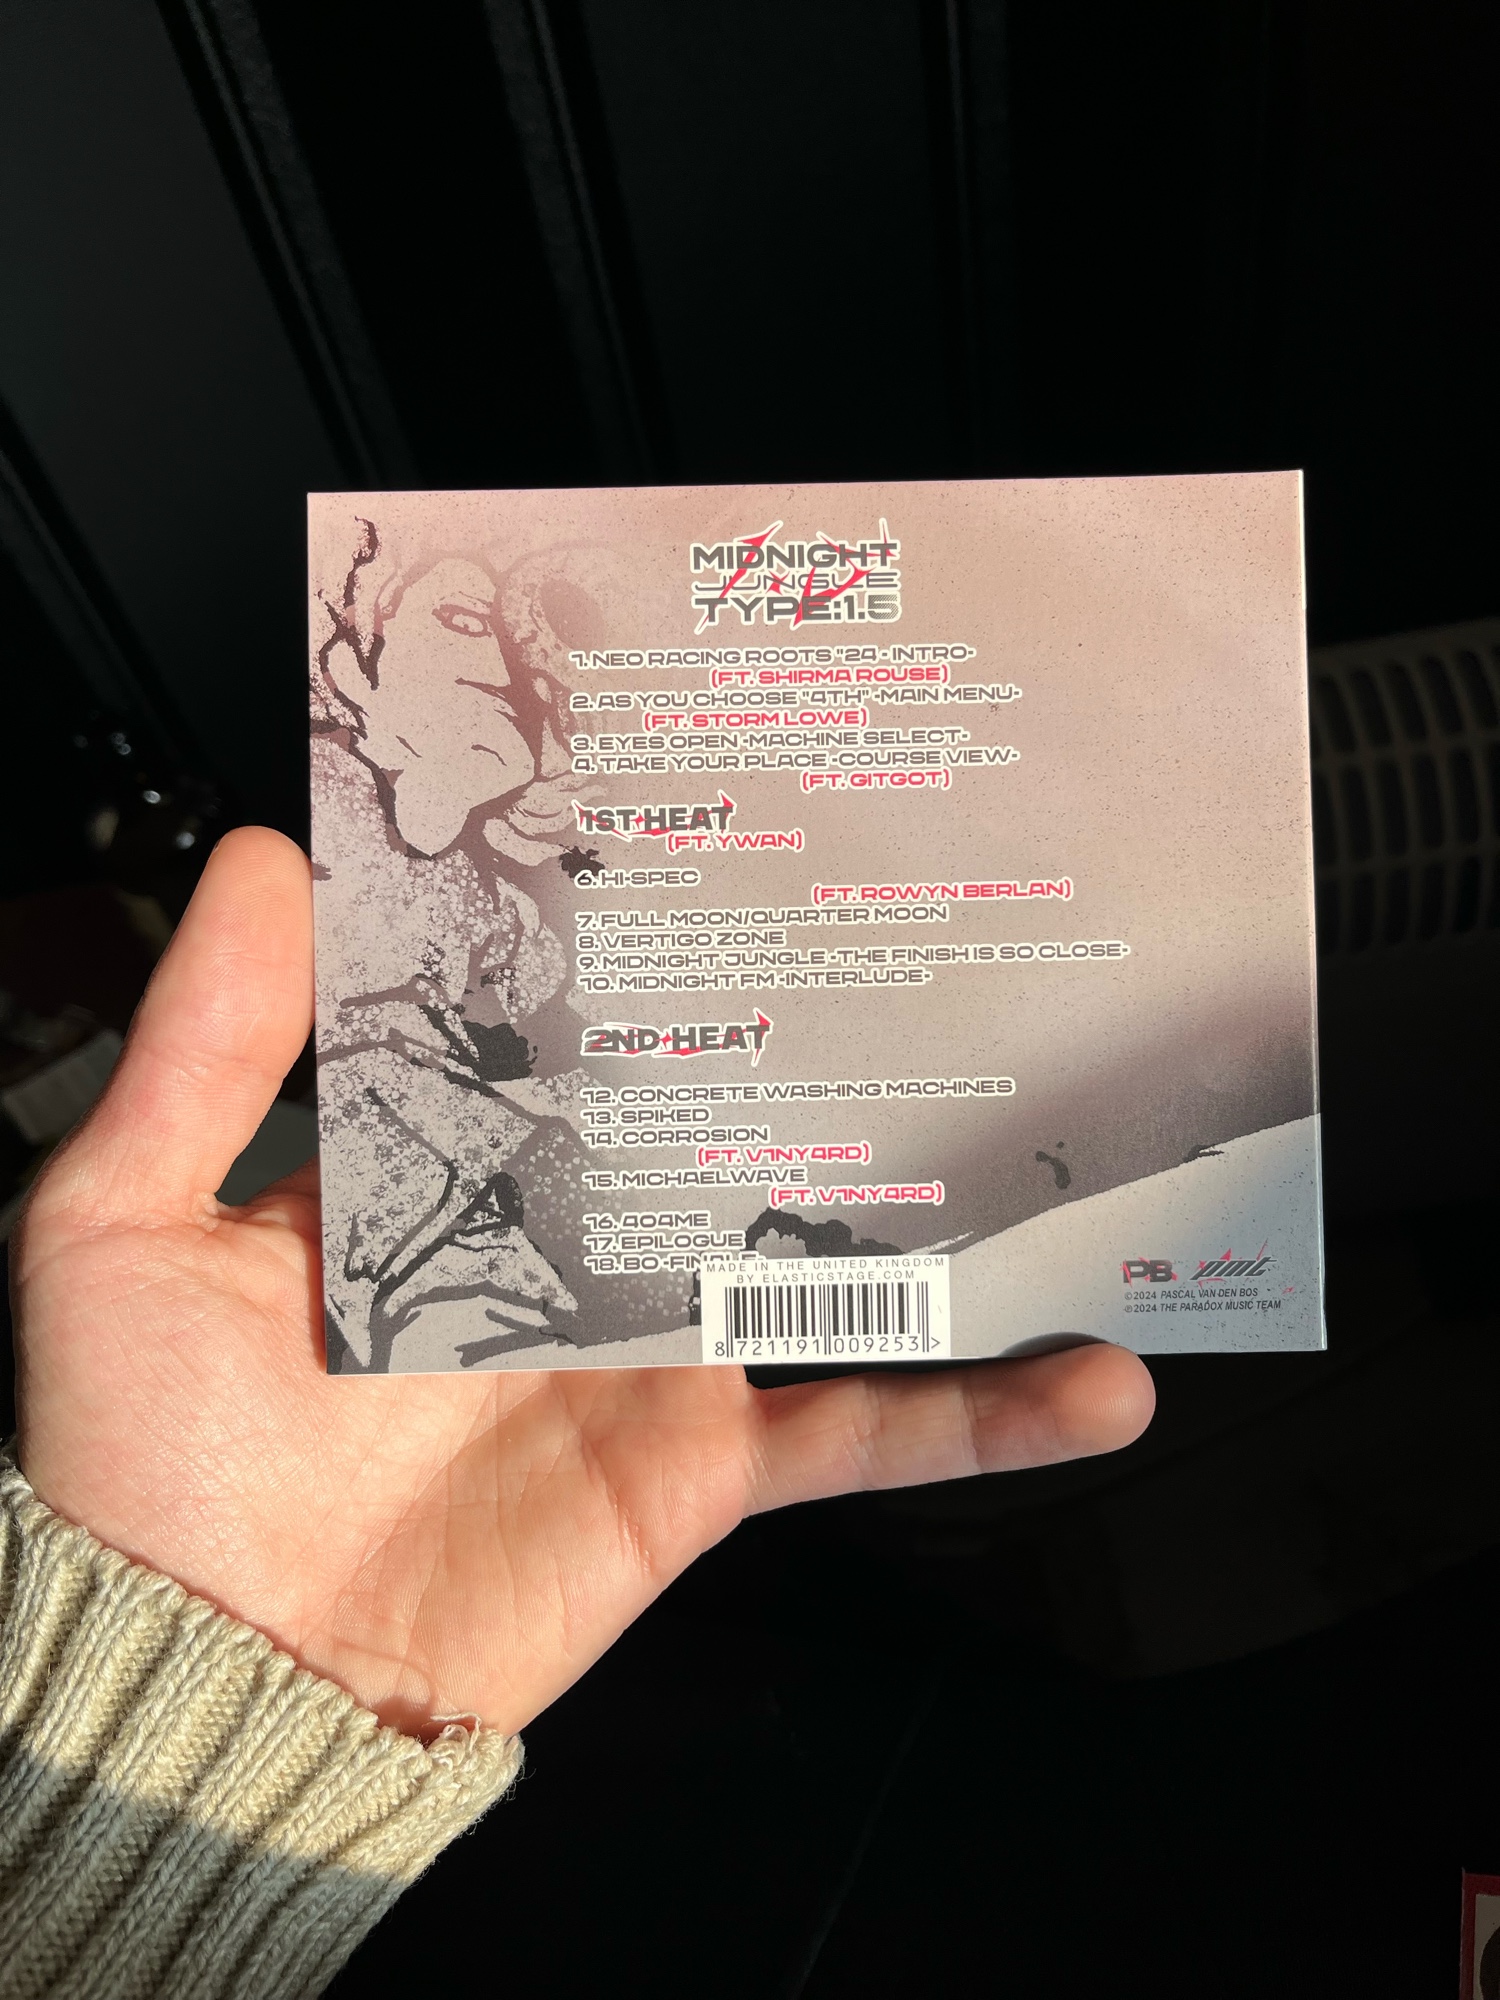 MIDNIGHT
JUNGLE
TYPE:1.5
1. NEO RACING ROOTS "24 - INTRO-
(FT. SHIRMA ROUSE)
2. AS YOU CHOOSE "4TH" -MAIN MENU-
(FT. STORM LOWE)
3. EYES OPEN -MACHINE SELECT-
4. TAKE YOUR PLACE -COURSE VIEW-
(FT. GITGOT)
1ST HEAT
(FT. YWAN)
6. HI-SPEC
(FT. ROWYN BERLAN)
7. FULL MOON/QUARTER MOON
8. VERTIGO ZONE
9. MIDNIGHT JUNGLE -THE FINISH IS SO CLOSE-
10. MIDNIGHT FM -INTERLUDE-
2ND HEAT
12. CONCRETE WASHING MACHINES
13. SPIKED
14. CORROSION
(FT. V1NY4RD)
15. MICHAELWAVE
(FT. V1NY4RD)
16. 404ME
17. EPILOGUE
18. BO -FINALE-
MADE IN THE UNITED KINGDOM
BY ELASTICSTAGE.COM
8 721191 009253 >
PB pmt
©2024 PASCAL VAN DEN BOS
℗2024 THE PARADOX MUSIC TEAM